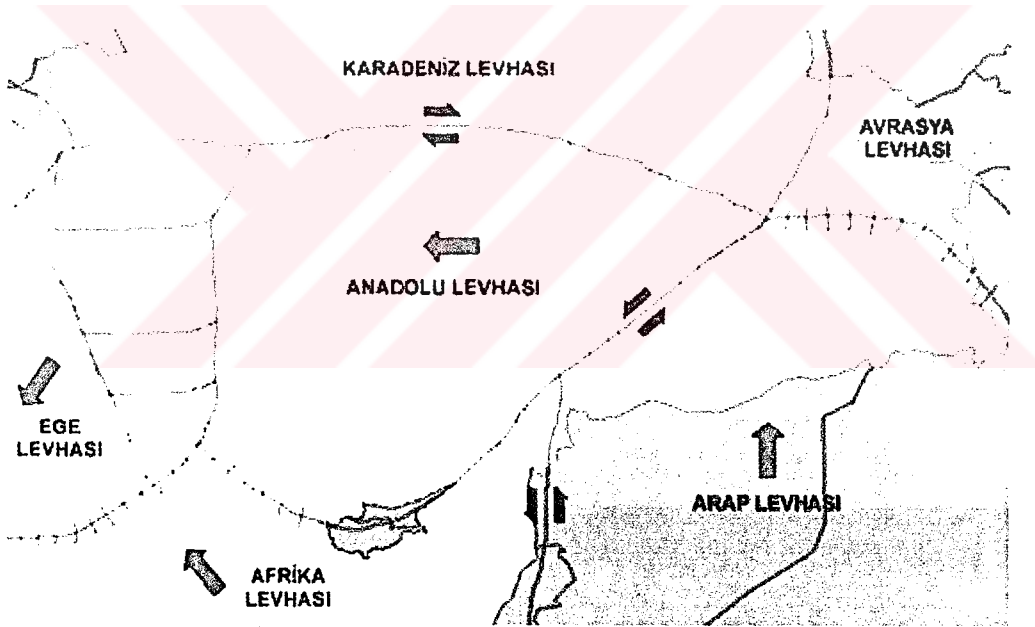 KARADENİZ LEVHASI
AVRASYA
LEVHASI
ANADOLU LEVHASI
EGE
LEVHASI
ARAP LEVHASI
AFRİKA
LEVHASI